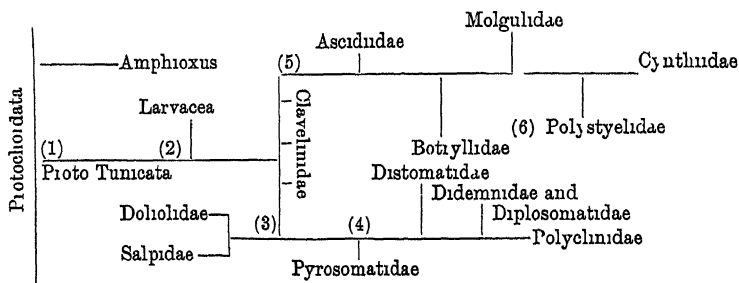 Molgulidae
Ascidiidae
(5)
Amphioxus
Cynthiidae
Larvacea
Clavelinidae
(6) Polystyelidae
(1)
(2)
Botryllidae
Proto Tunicata
Distomatidae
Protochordata
Didemnidae and
Diplosomatidae
Doliolidae
(3)
(4)
Polyclinidae
Salpidae
Pyrosomatidae